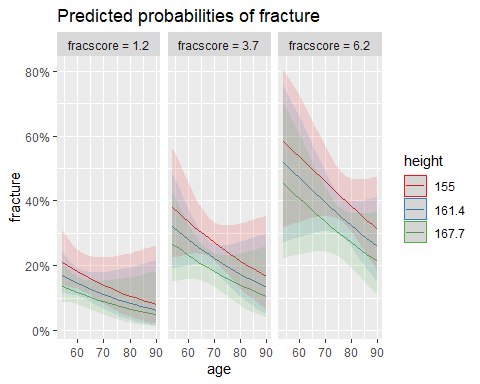 Predicted probabilities of fracture
fracscore = 1.2 fracscore = 3.7 fracscore = 6.2
80%
60%
40%
20%
0%
fracture
60 70 80 90 60 70 80 90 60 70 80 90
age
height
155
161.4
167.7